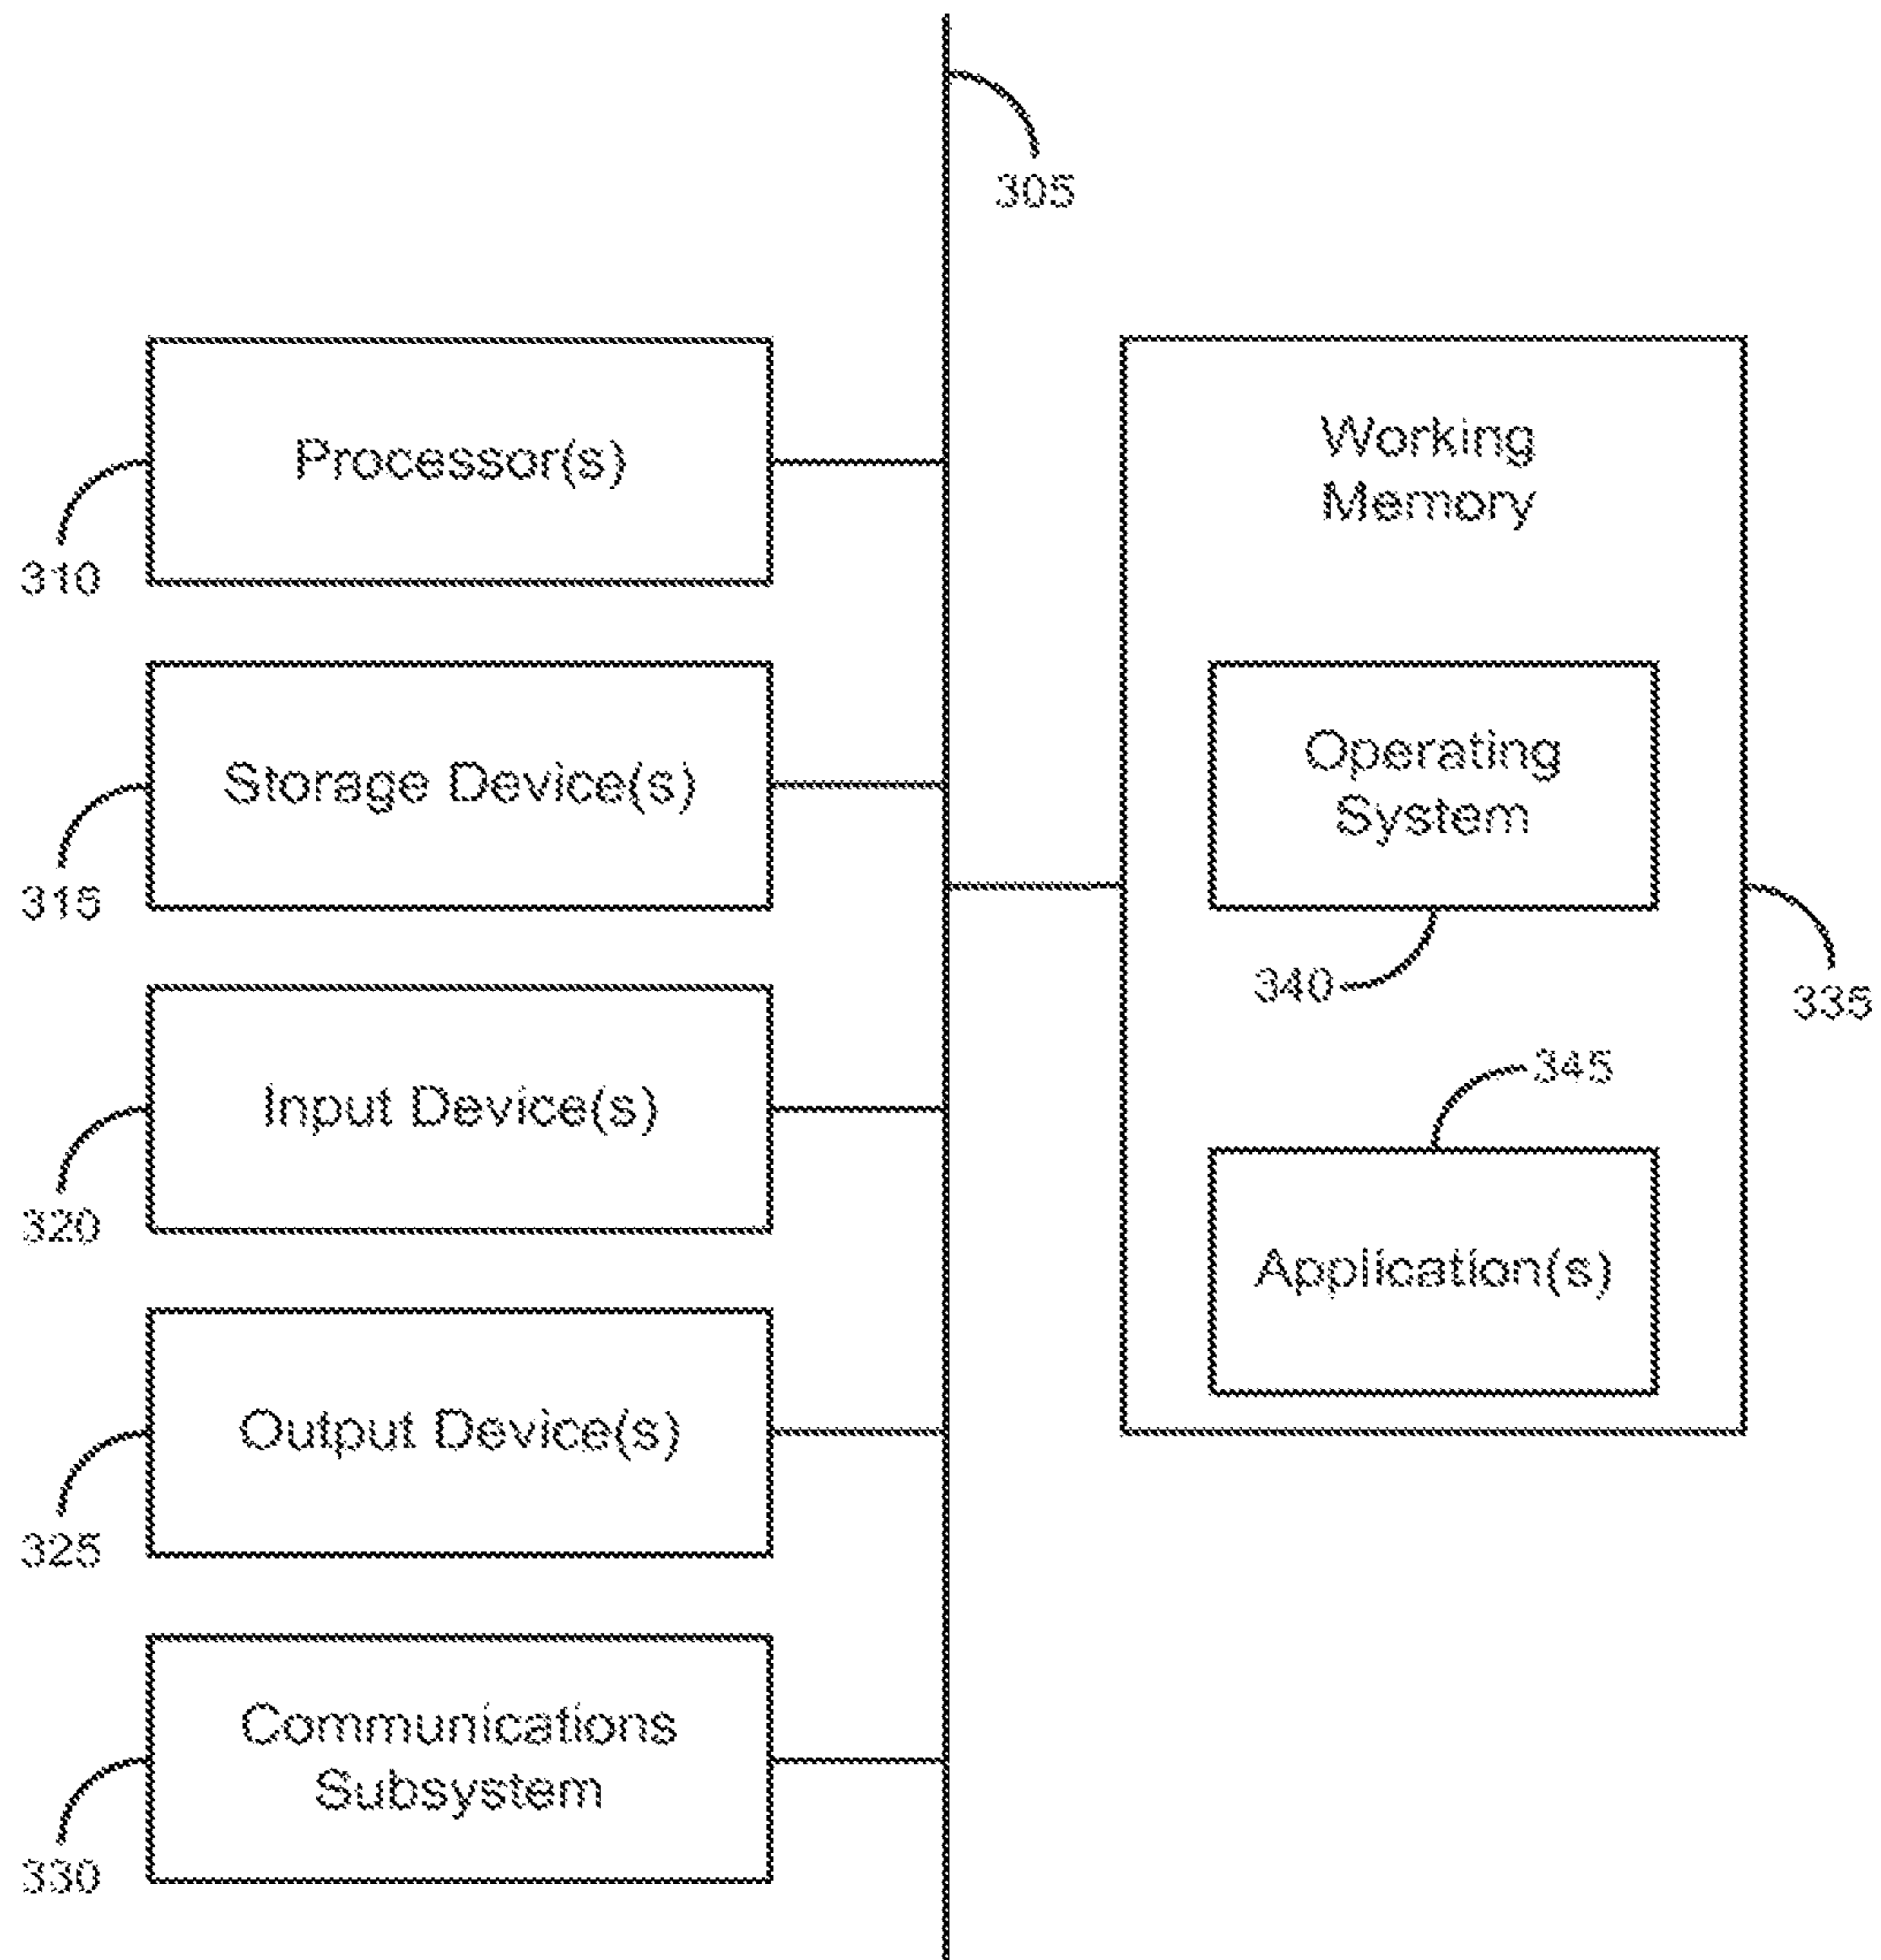 305
Processor(s)
310
Storage Device(s)
315
Input Device(s)
320
Output Device(s)
325
Communications
Subsystem
330
Working
Memory
Operating
System
340
335
345
Application(s)